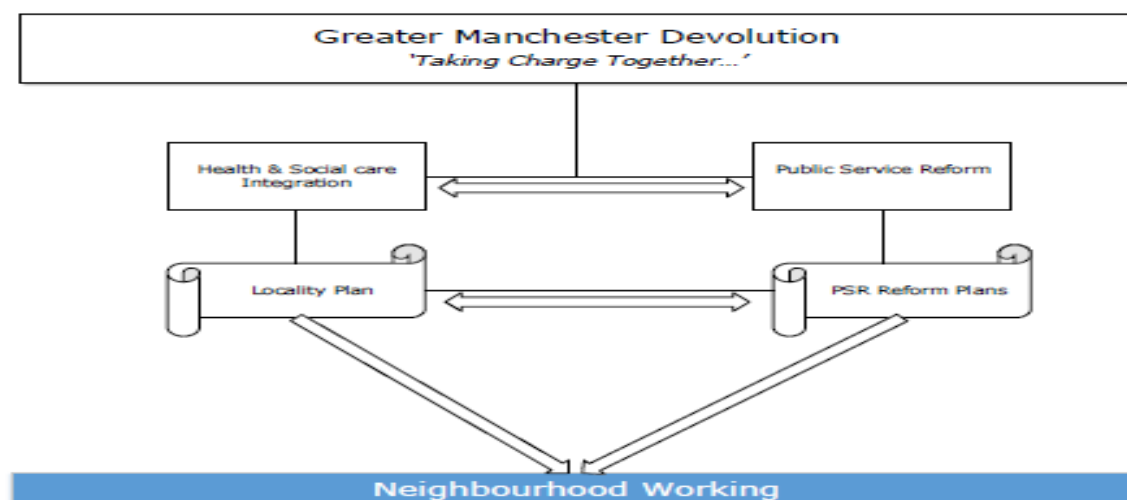 Greater Manchester Devolution
‘Taking Charge Together...’
Health & Social care
Integration
Public Service Reform
Locality Plan
PSR Reform Plans
Neighbourhood Working